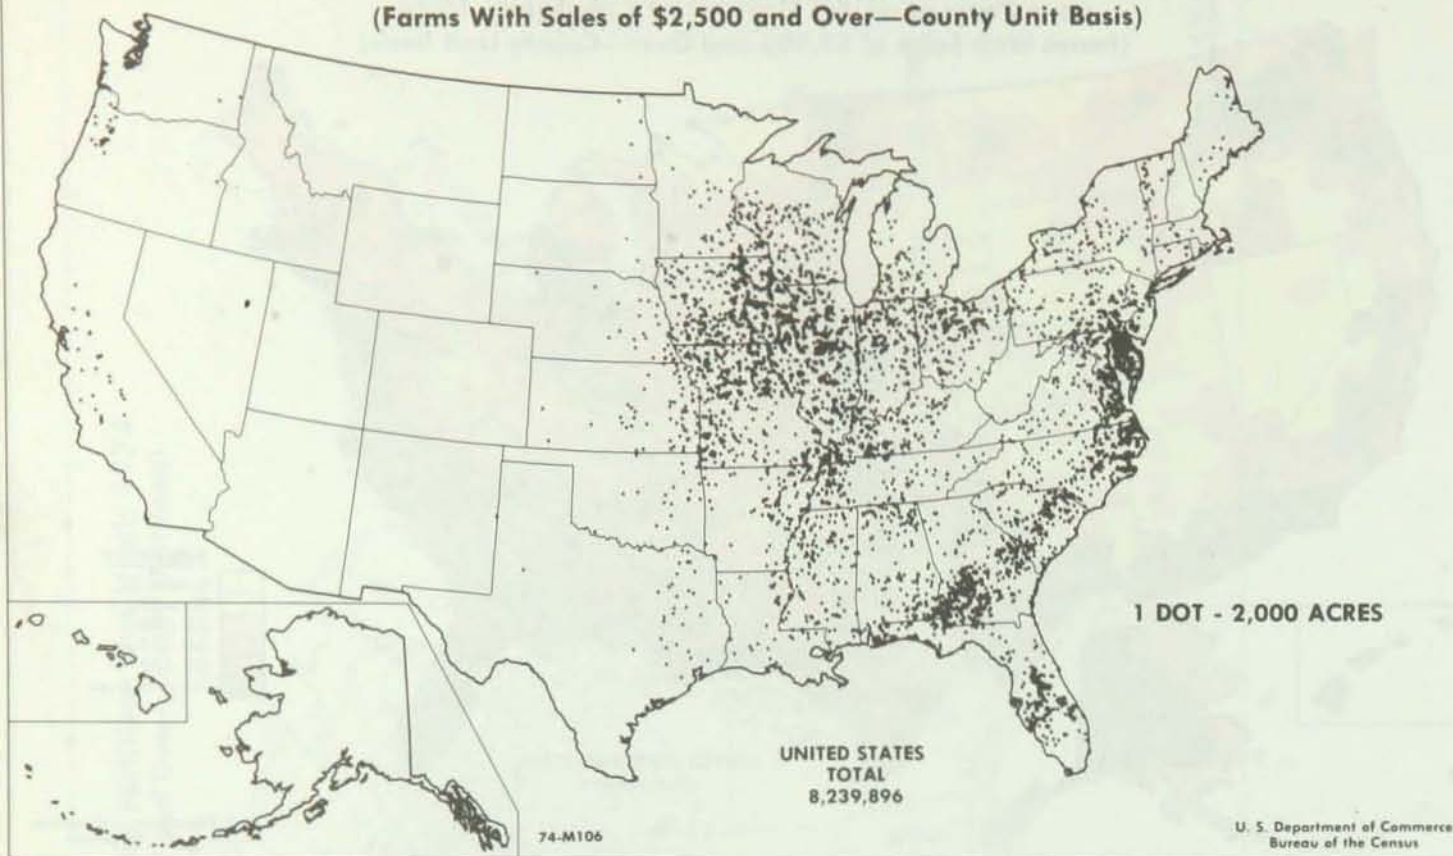 (Farms With Sales of $2,500 and Over—County Unit Basis)
1 DOT - 2,000 ACRES
UNITED STATES
TOTAL
8,239,896
74-M106
U. S. Department of Commerce
Bureau of the Census